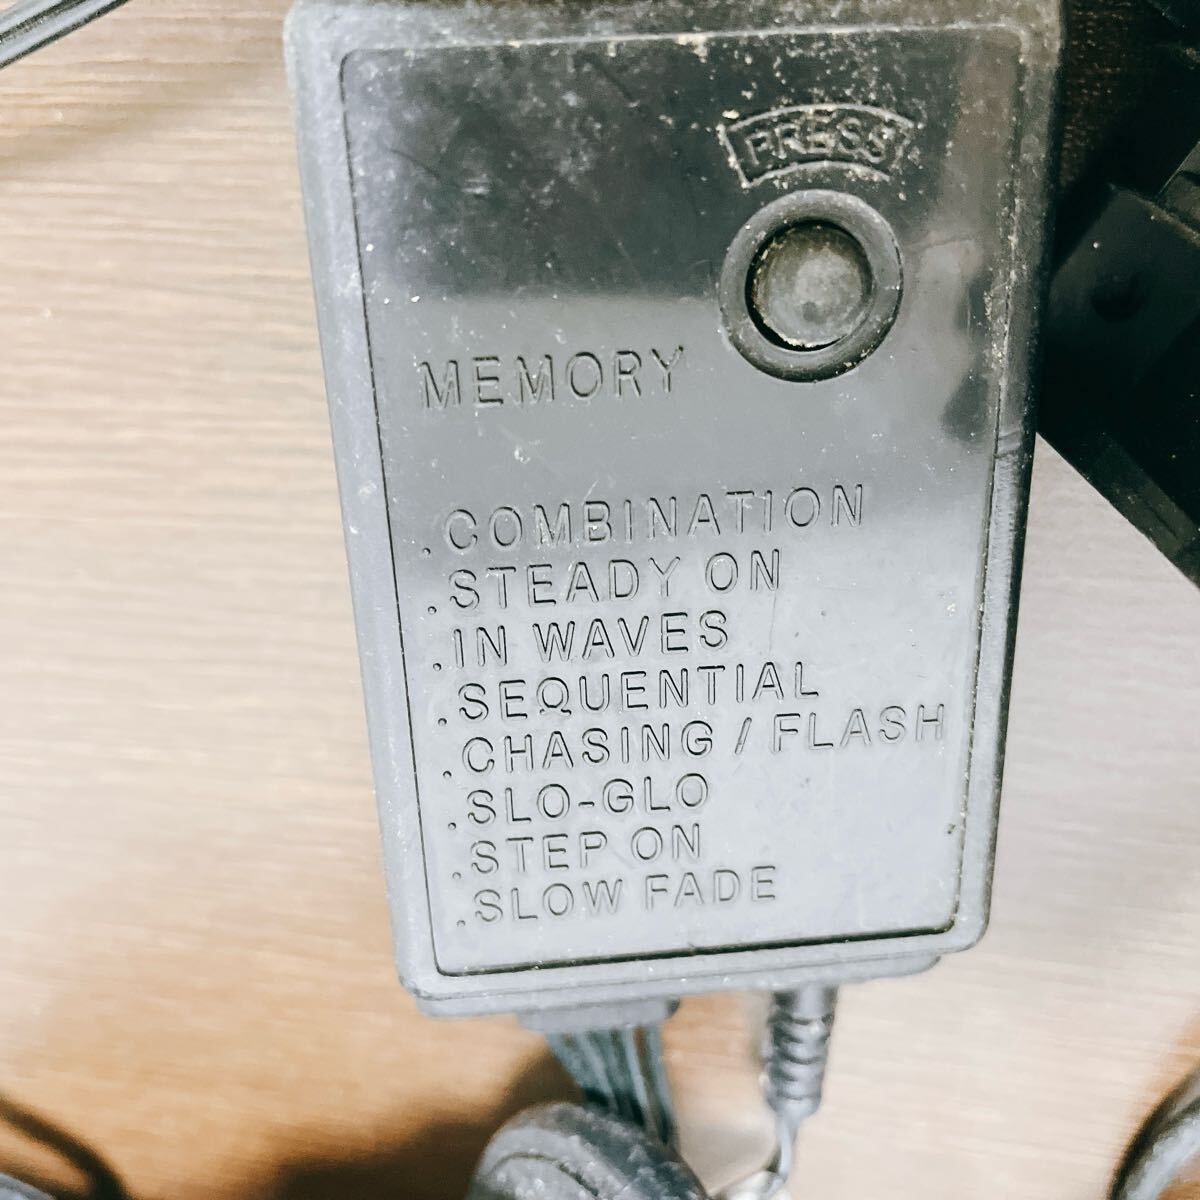 PRESS
MEMORY
.COMBINATION
.STEADY ON
.IN WAVES
.SEQUENTIAL
.CHASING / FLASH
.SLO-GLO
.STEP ON
.SLOW FADE